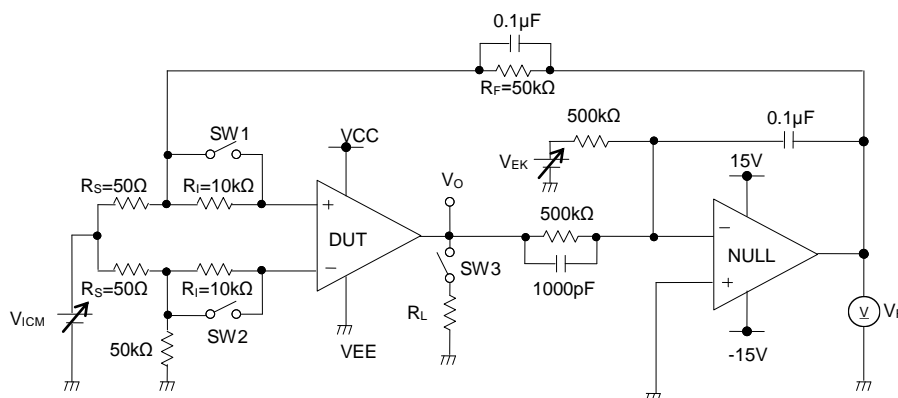 0.1μF
RF=50kΩ
0.1μF
500kΩ
SW1
VCC
VEK
15V
RS=50Ω
RI=10kΩ
VO
500kΩ
+
DUT
−
−
NULL
+
SW3
RS=50Ω
RI=10kΩ
1000pF
V
VICM
SW2
RL
50kΩ
VEE
-15V